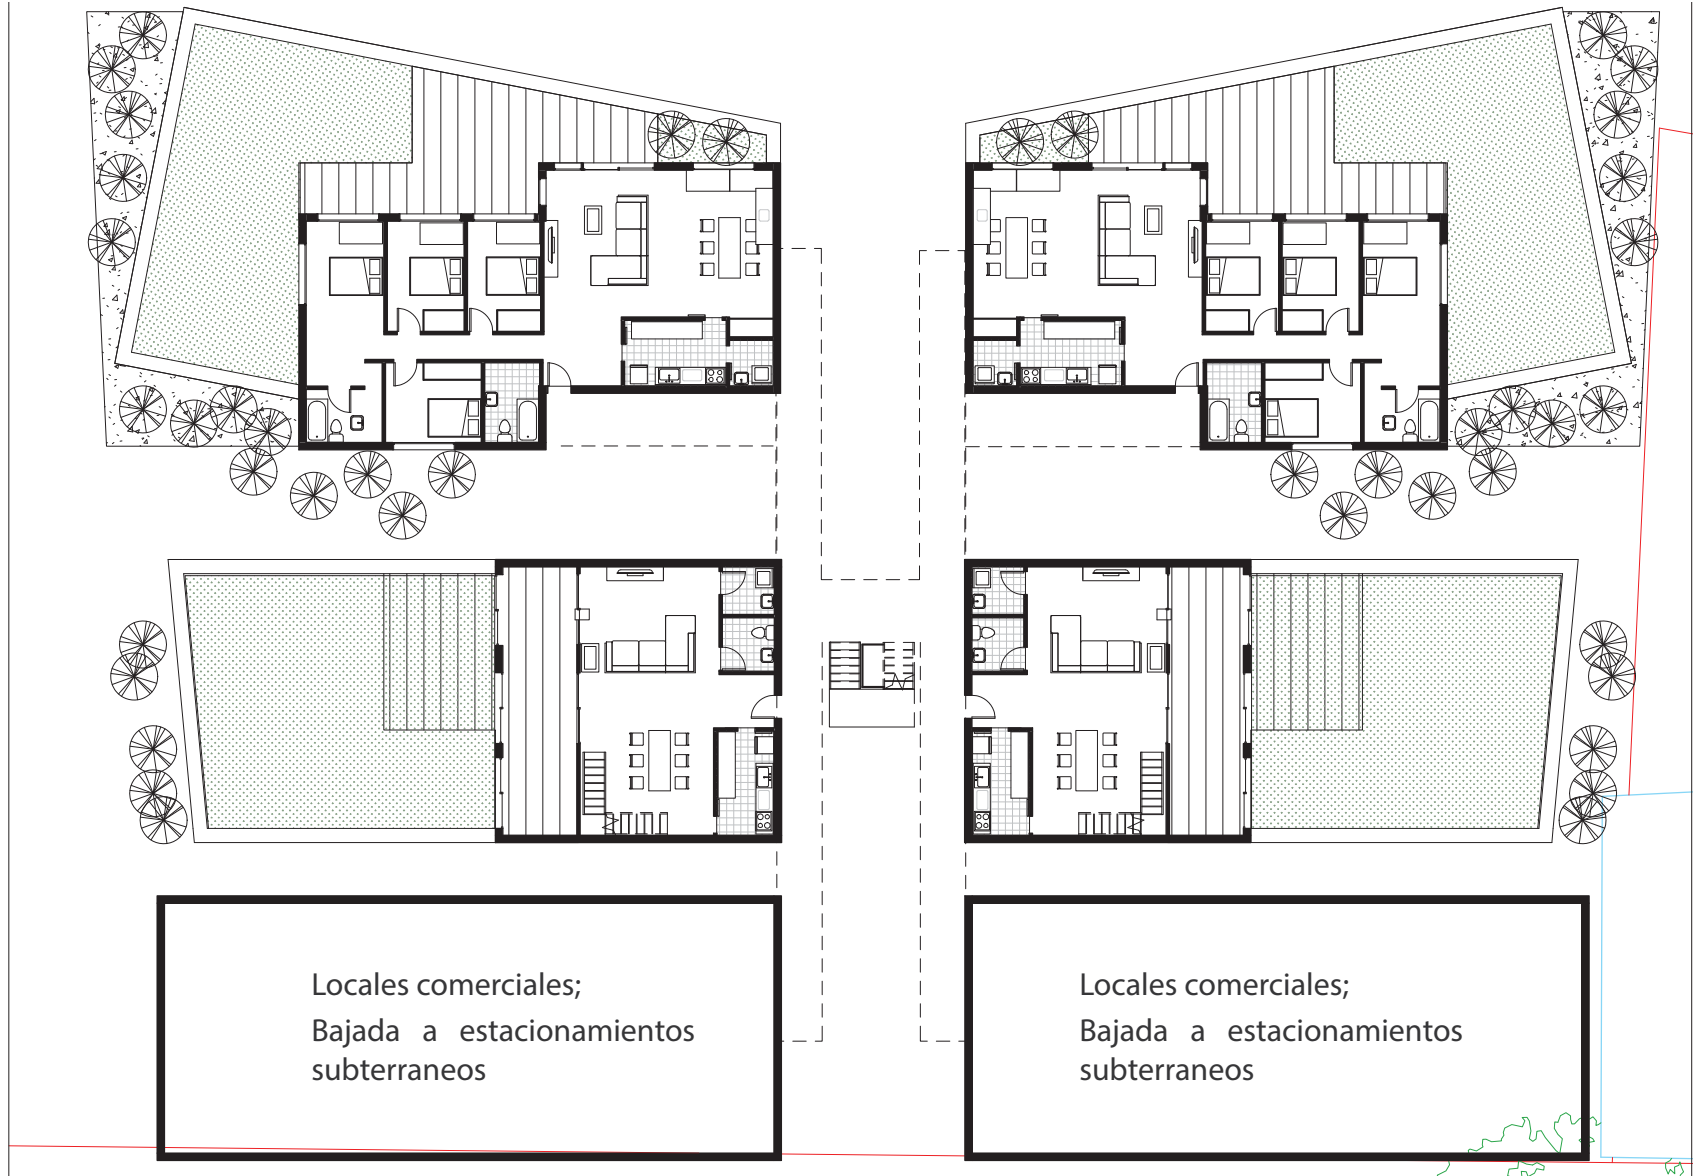 Locales comerciales;
Bajada a estacionamientos
subterraneos
Locales comerciales;
Bajada a estacionamientos
subterraneos